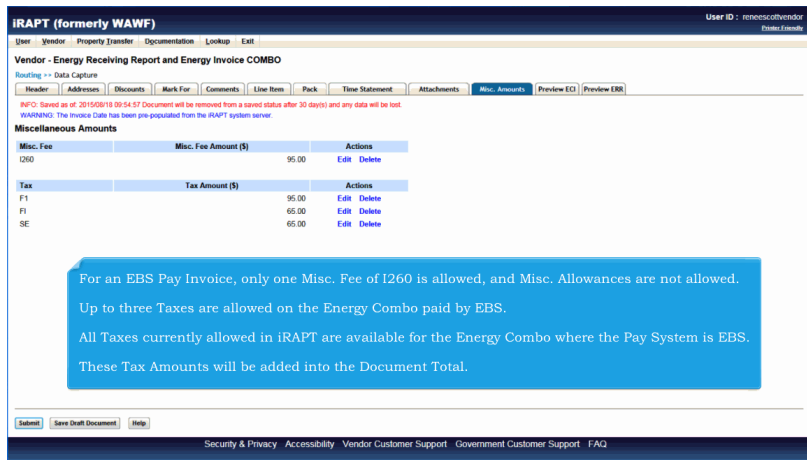 iRAPT (formerly WAWF)
User ID : reneescottvendor
Printer Friendly
User Vendor Property Transfer Documentation Lookup Exit
Vendor - Energy Receiving Report and Energy Invoice COMBO
Routing >> Data Capture
Header Addresses Discounts Mark For Comments Line Item Pack Time Statement Attachments Misc. Amounts Preview ECI Preview ERR
INFO: Saved as of: 2015/08/18 09:54:57 Document will be removed from a saved status after 30 day(s) and any data will be lost.
WARNING: The Invoice Date has been pre-populated from the iRAPT system server.
Miscellaneous Amounts
Misc. Fee Misc. Fee Amount ($) Actions
I260 95.00 Edit Delete
Tax Tax Amount ($) Actions
F1 95.00 Edit Delete
FI 65.00 Edit Delete
SE 65.00 Edit Delete
For an EBS Pay Invoice, only one Misc. Fee of I260 is allowed, and Misc. Allowances are not allowed.
Up to three Taxes are allowed on the Energy Combo paid by EBS.
All Taxes currently allowed in iRAPT are available for the Energy Combo where the Pay System is EBS.
These Tax Amounts will be added into the Document Total.
Submit Save Draft Document Help
Security & Privacy Accessibility Vendor Customer Support Government Customer Support FAQ